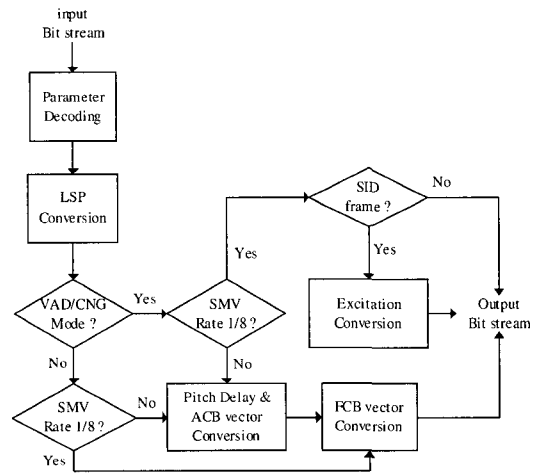 input
Bit stream
Parameter
Decoding
LSP
Conversion
VAD/CNG
Mode ?
Yes
No
SMV
Rate 1/8 ?
Yes
No
SID
frame ?
No
Yes
Excitation
Conversion
Output
Bit stream
SMV
Rate 1/8 ?
No
Yes
Pitch Delay &
ACB vector
Conversion
FCB vector
Conversion